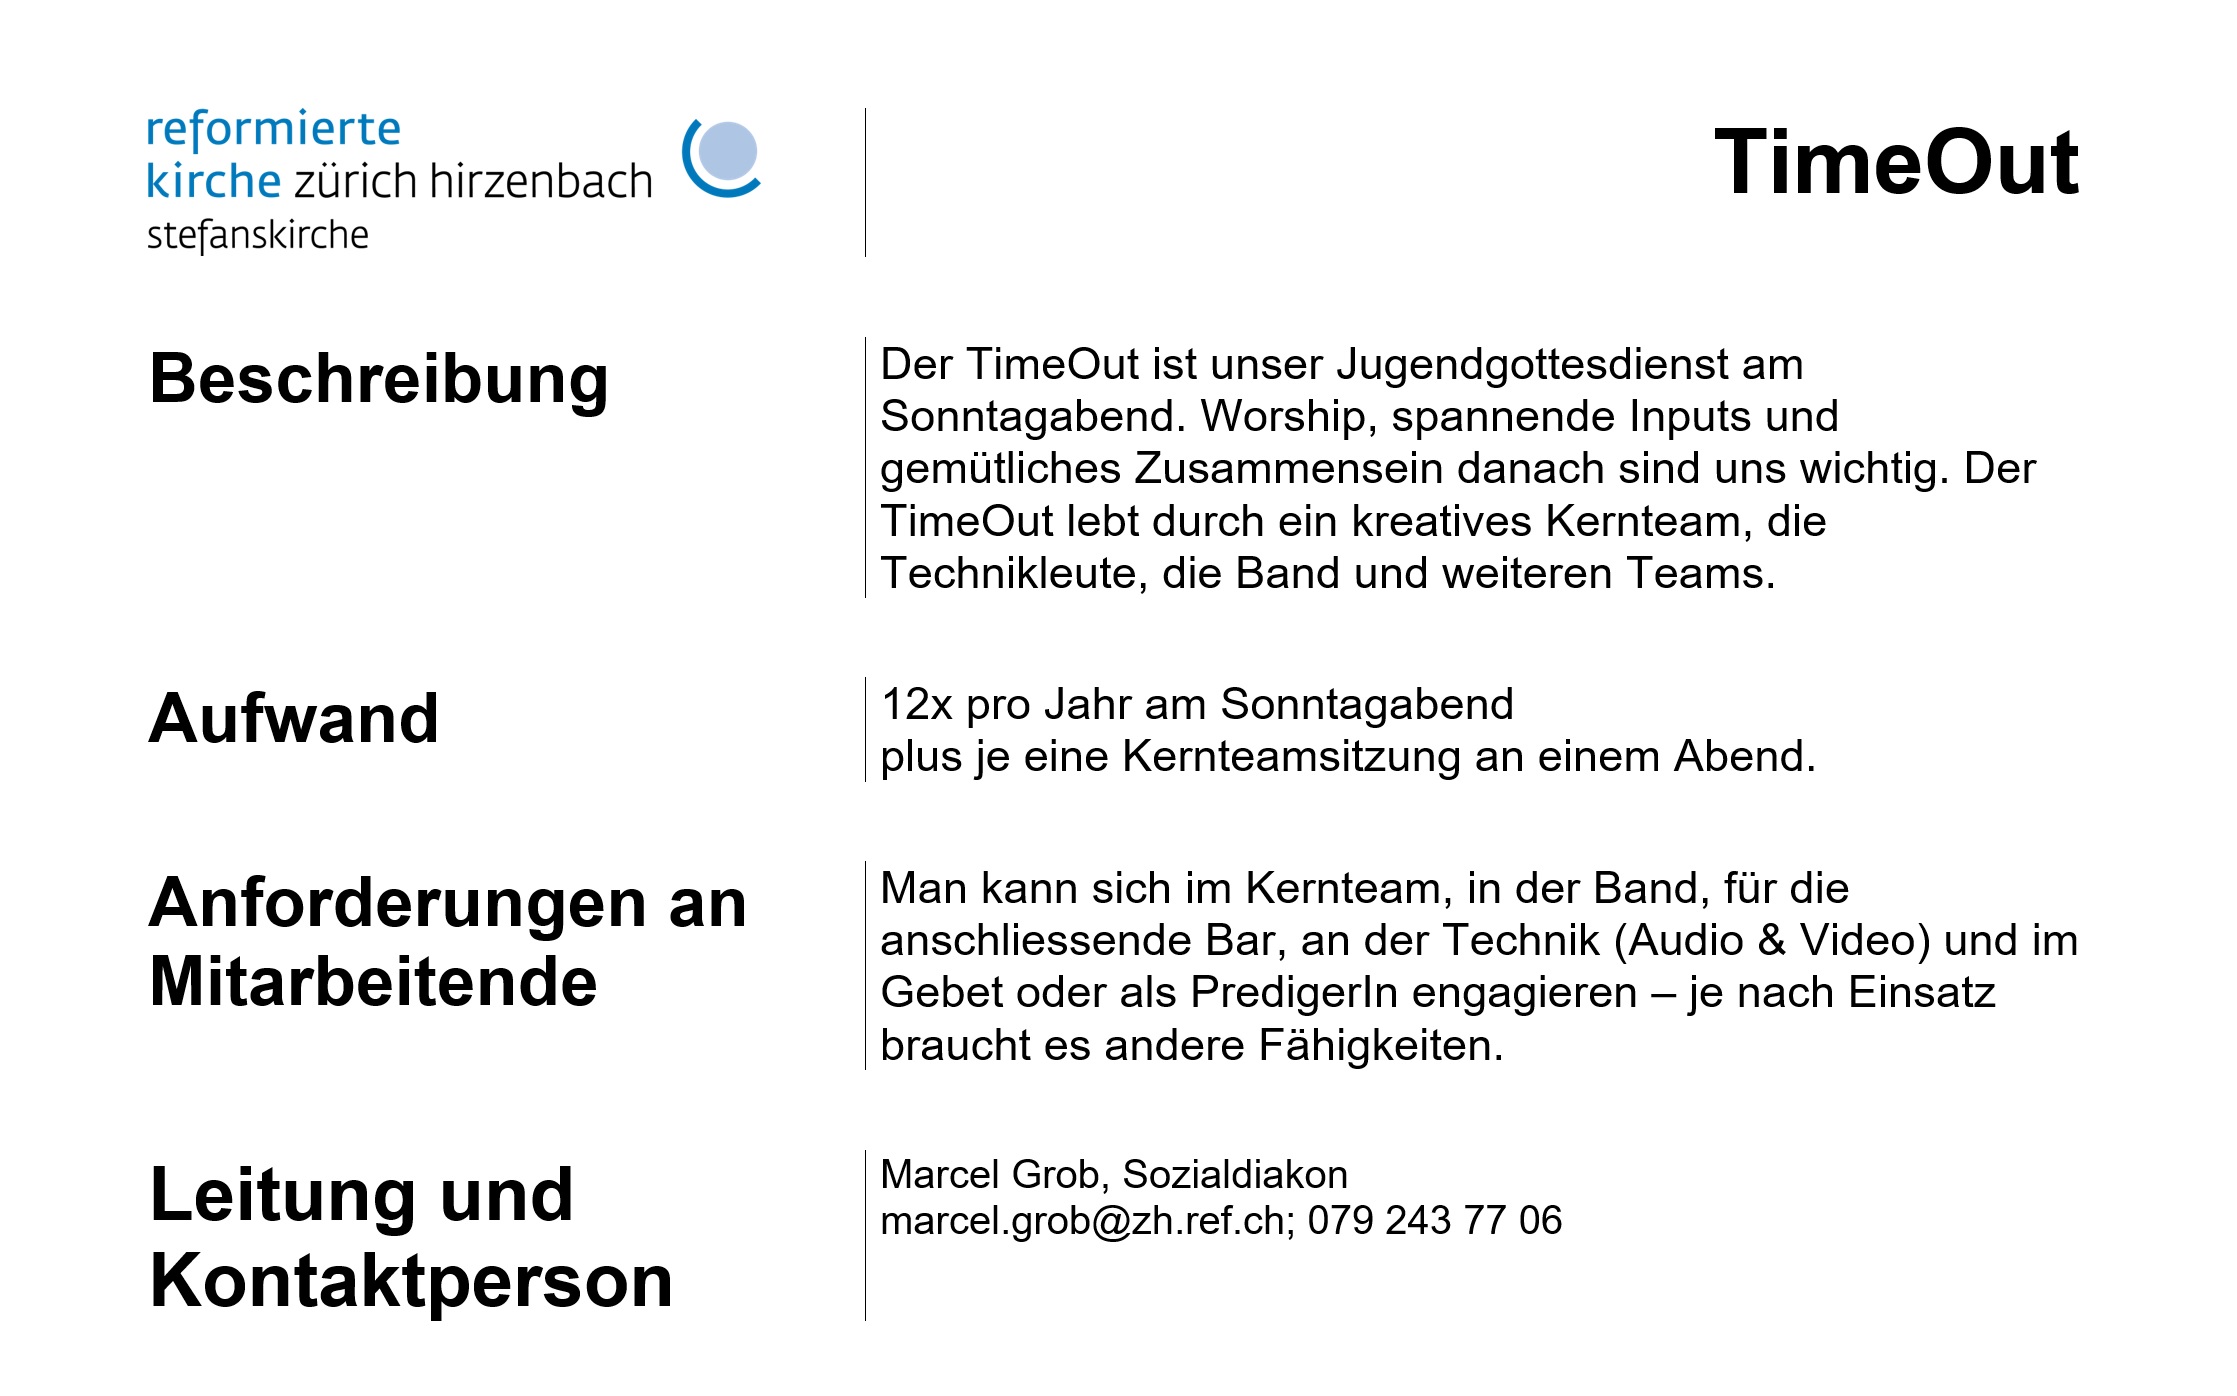 reformierte
kirche zürich hirzenbach
stefanskirche
TimeOut
Beschreibung
Der TimeOut ist unser Jugendgottesdienst am
Sonntagabend. Worship, spannende Inputs und
gemütliches Zusammensein danach sind uns wichtig. Der
TimeOut lebt durch ein kreatives Kernteam, die
Technikleute, die Band und weiteren Teams.
Aufwand
12x pro Jahr am Sonntagabend
plus je eine Kernteamsitzung an einem Abend.
Anforderungen an
Mitarbeitende
Man kann sich im Kernteam, in der Band, für die
anschliessende Bar, an der Technik (Audio & Video) und im
Gebet oder als PredigerIn engagieren – je nach Einsatz
braucht es andere Fähigkeiten.
Leitung und
Kontaktperson
Marcel Grob, Sozialdiakon
marcel.grob@zh.ref.ch; 079 243 77 06